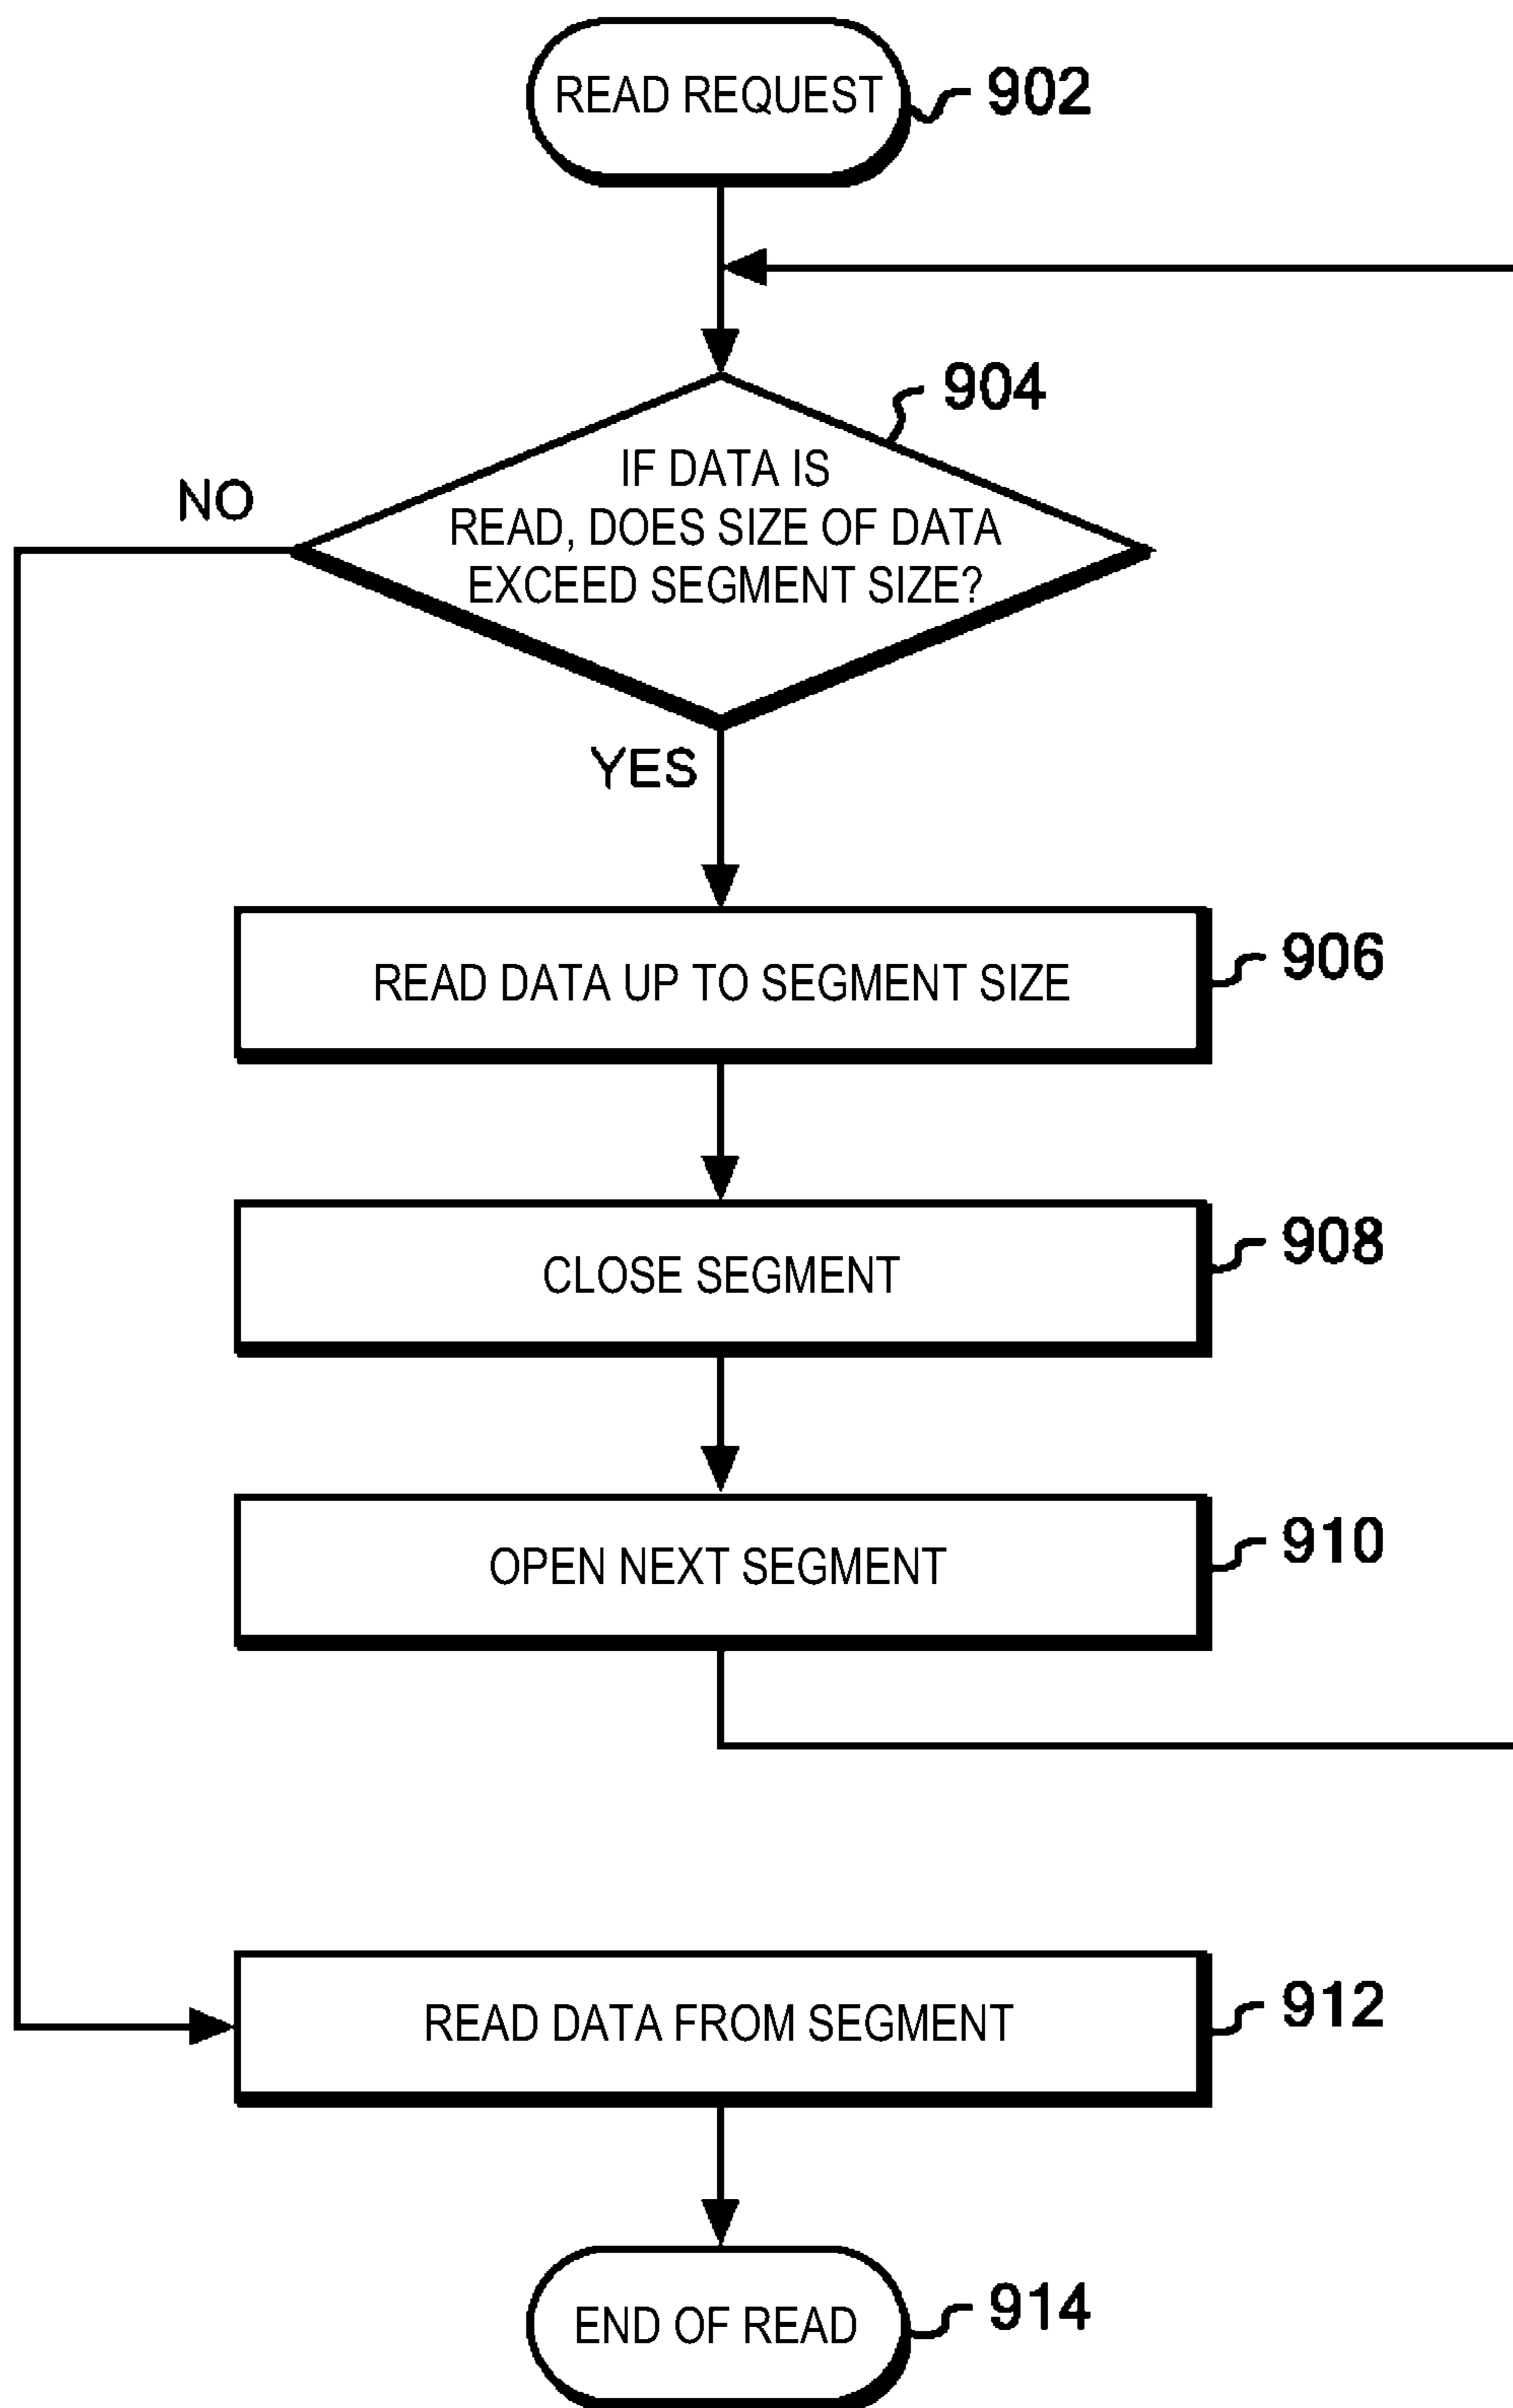 READ REQUEST
902
904
IF DATA IS
READ, DOES SIZE OF DATA
EXCEED SEGMENT SIZE?
NO
YES
READ DATA UP TO SEGMENT SIZE
906
CLOSE SEGMENT
908
OPEN NEXT SEGMENT
910
READ DATA FROM SEGMENT
912
END OF READ
914